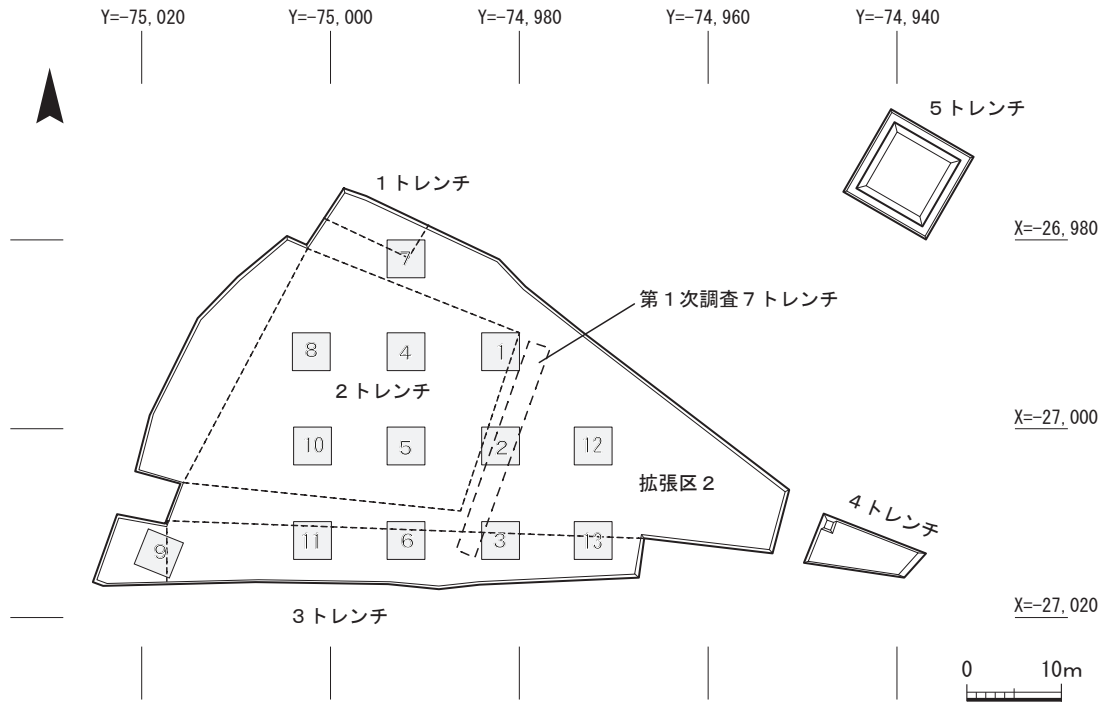 Y=-75,020
Y=-75,000
Y=-74,980
Y=-74,960
Y=-74,940
5トレンチ
1トレンチ
X=-26,980
7
第1次調査7トレンチ
8
4
1
2トレンチ
X=-27,000
10
5
2
12
拡張区2
4トレンチ
9
11
6
3
13
3トレンチ
X=-27,020
0
10m